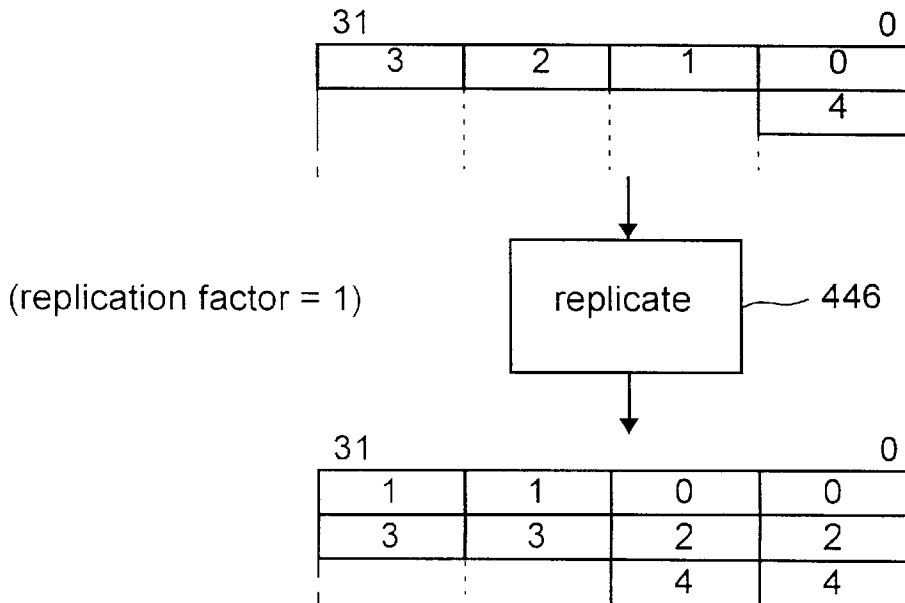 31 0
3 2 1 0
4
(replication factor = 1) replicate 446
31 0
1 1 0 0
3 3 2 2
4 4